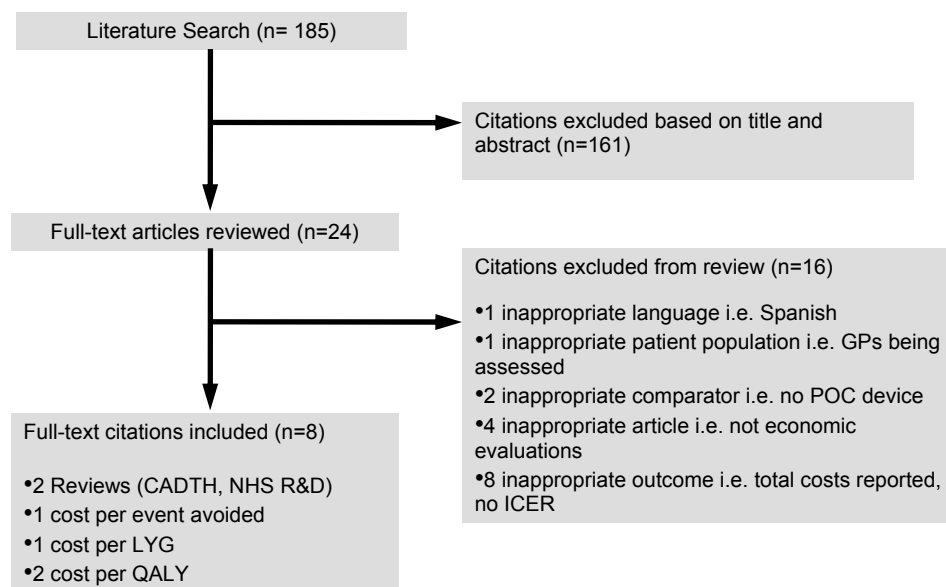 Literature Search (n= 185)
Citations excluded based on title and
abstract (n=161)
Full-text articles reviewed (n=24)
Citations excluded from review (n=16)
•1 inappropriate language i.e. Spanish
•1 inappropriate patient population i.e. GPs being
assessed
•2 inappropriate comparator i.e. no POC device
•4 inappropriate article i.e. not economic
evaluations
•8 inappropriate outcome i.e. total costs reported,
no ICER
Full-text citations included (n=8)
•2 Reviews (CADTH, NHS R&D)
•1 cost per event avoided
•1 cost per LYG
•2 cost per QALY